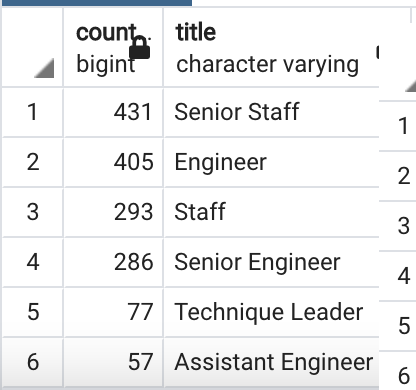 count title
bigint character varying
1 431 Senior Staff 1
2 405 Engineer 2
3 293 Staff 3
4 286 Senior Engineer 4
5 77 Technique Leader 5
6 57 Assistant Engineer 6